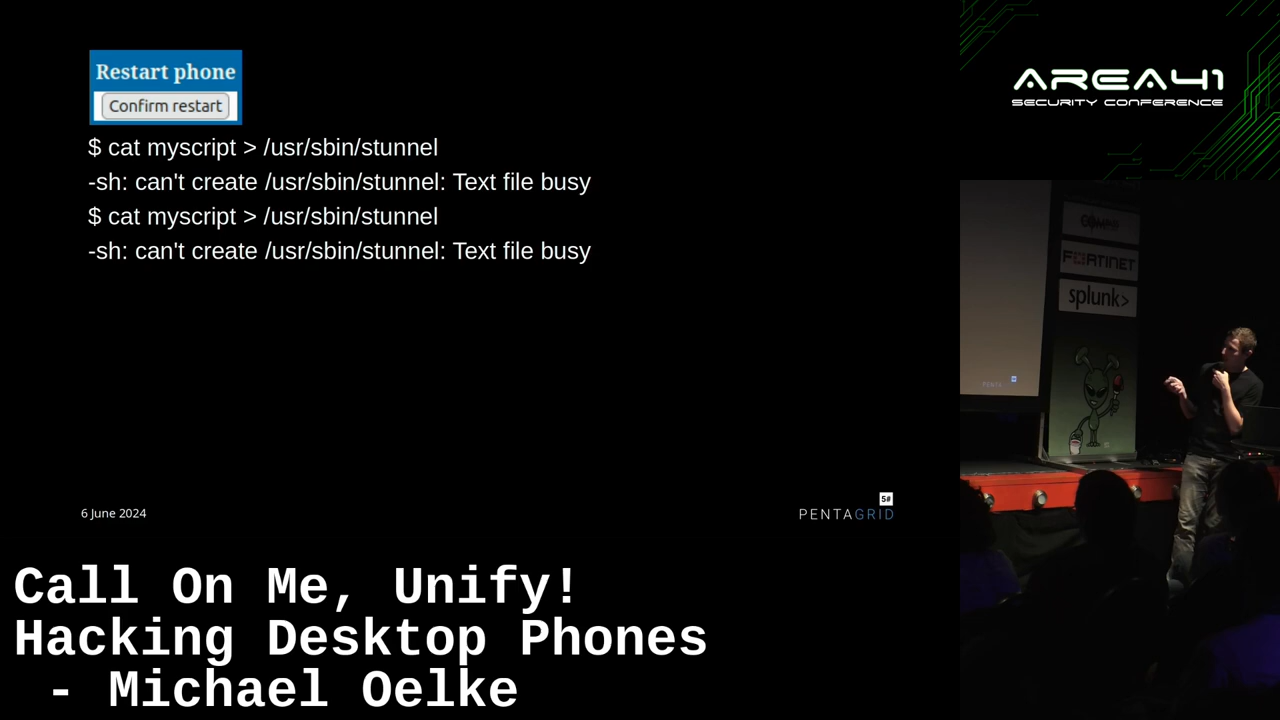 Restart phone
Confirm restart
$ cat myscript > /usr/sbin/stunnel
-sh: can't create /usr/sbin/stunnel: Text file busy
$ cat myscript > /usr/sbin/stunnel
-sh: can't create /usr/sbin/stunnel: Text file busy
6 June 2024
5#
PENTAGRID
Call On Me, Unify!
Hacking Desktop Phones
- Michael Oelke
AREA41
SECURITY CONFERENCE
FORTINET
splunk>